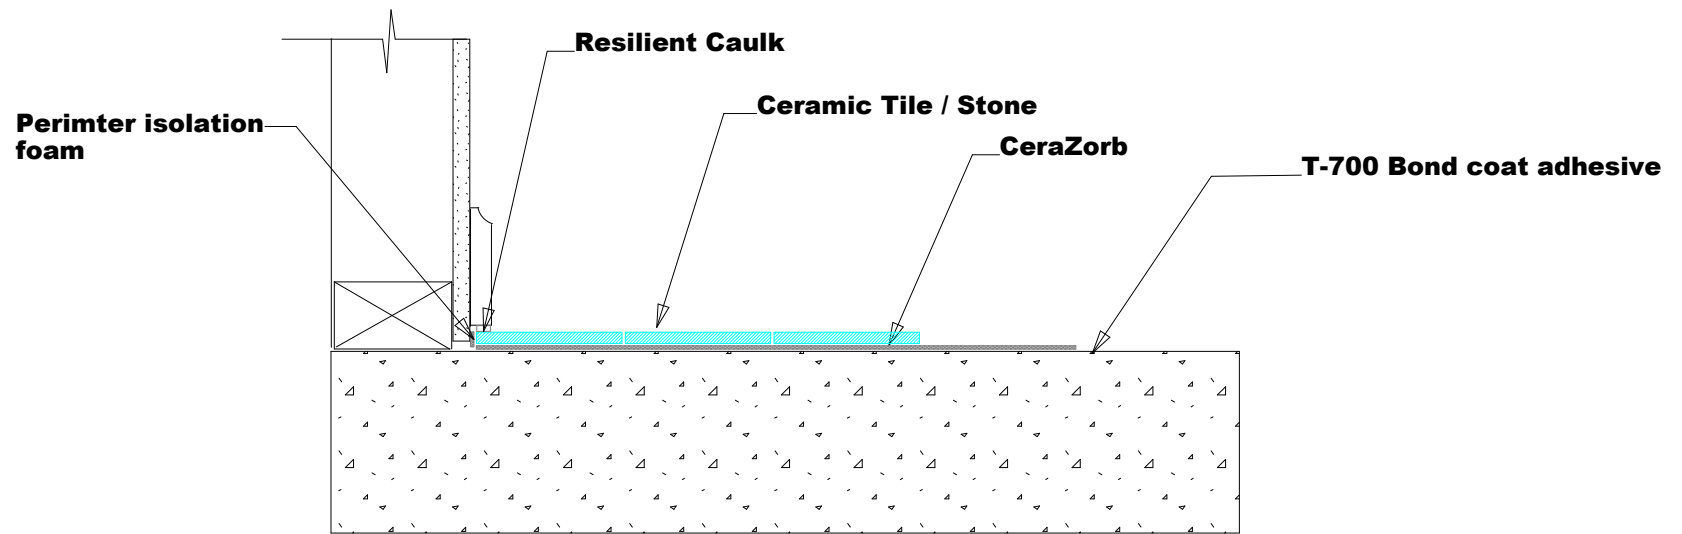 Resilient Caulk
Ceramic Tile / Stone
Perimter isolation
foam
CeraZorb
T-700 Bond coat adhesive